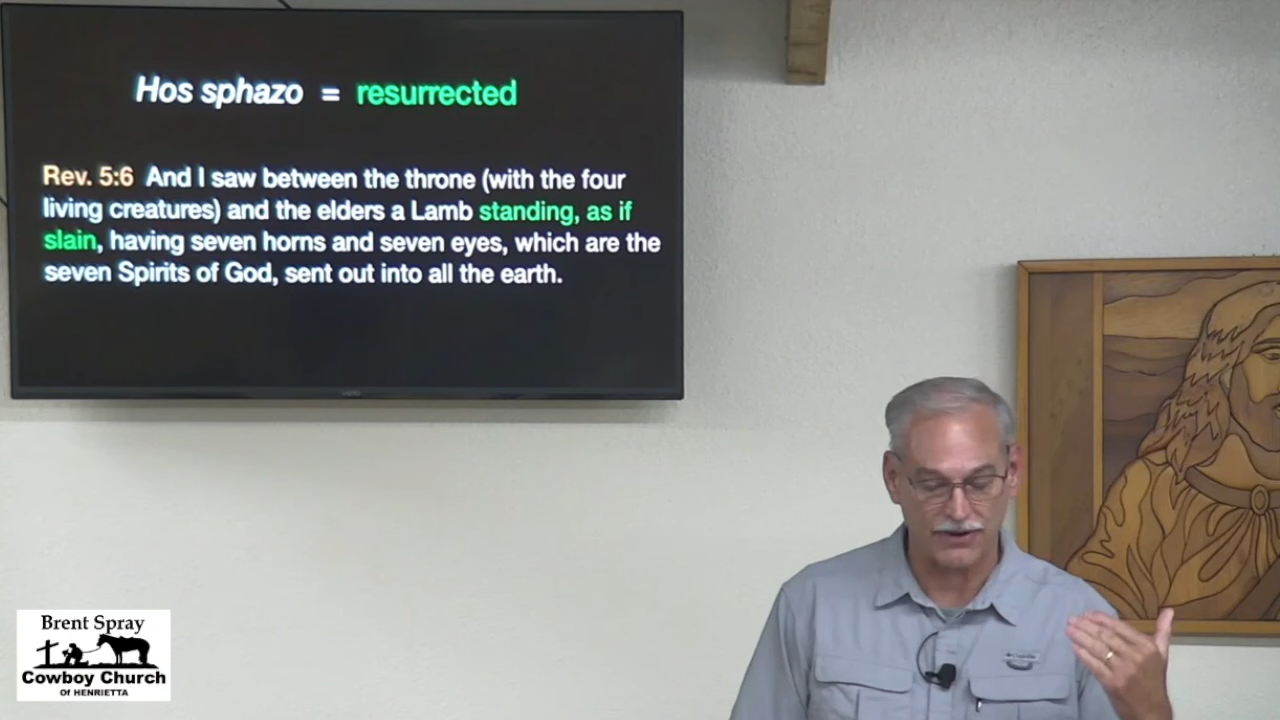 Hos sphazo = resurrected
Rev. 5:6 And I saw between the throne (with the four
living creatures) and the elders a Lamb standing, as if
slain, having seven horns and seven eyes, which are the
seven Spirits of God, sent out into all the earth.
Brent Spray
Cowboy Church
OF HENRIETTA